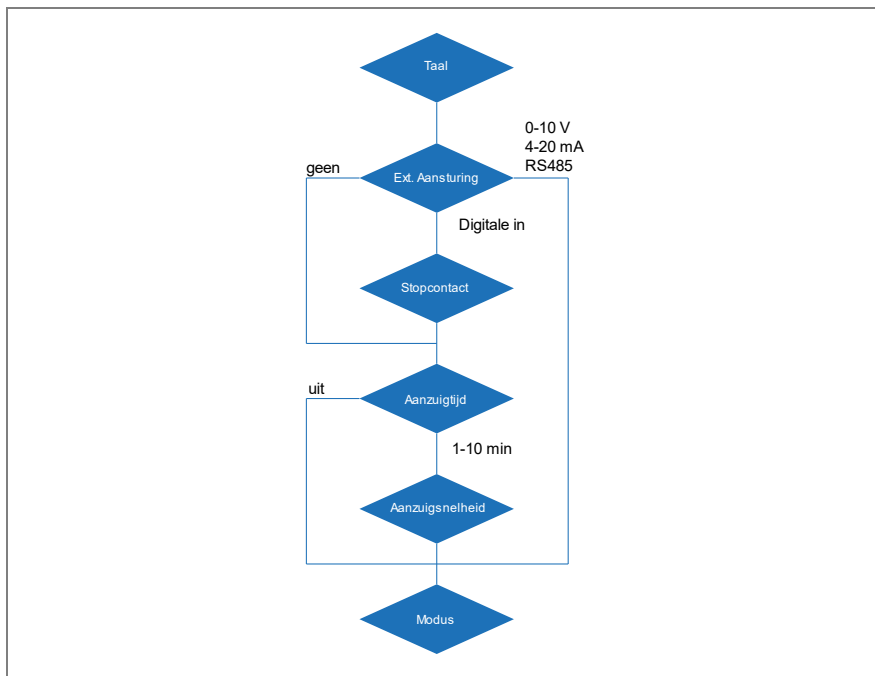 Taal
0-10 V
4-20 mA
RS485
geen
Ext. Aansturing
Digitale in
Stopcontact
uit
Aanzuigtijd
1-10 min
Aanzuigsnelheid
Modus